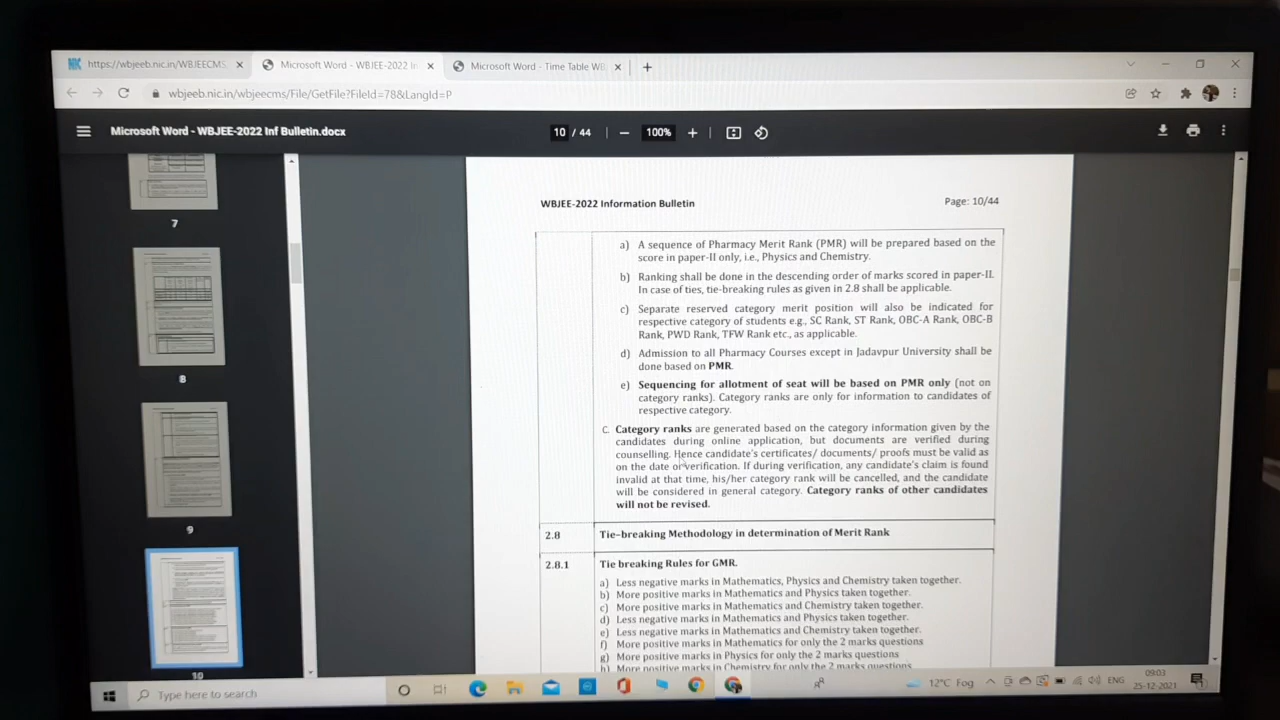 https://wbjeeb.nic.in/WBJEECMS
Microsoft Word - WBJEE-2022 In
Microsoft Word - Time Table WB
wbjeeb.nic.in/wbjeecms/File/GetFile?FileId=78&LangId=P
Microsoft Word - WBJEE-2022 Inf Bulletin.docx
10 / 44
100%
7
8
9
10
WBJEE-2022 Information Bulletin
Page: 10/44
a) A sequence of Pharmacy Merit Rank (PMR) will be prepared based on the
score in paper-II only, i.e., Physics and Chemistry.
b) Ranking shall be done in the descending order of marks scored in paper-II.
In case of ties, tie-breaking rules as given in 2.8 shall be applicable.
c) Separate reserved category merit position will also be indicated for
respective category of students e.g., SC Rank, ST Rank, OBC-A Rank, OBC-B
Rank, PWD Rank, TFW Rank etc., as applicable.
d) Admission to all Pharmacy Courses except in Jadavpur University shall be
done based on PMR.
e) Sequencing for allotment of seat will be based on PMR only (not on
category ranks). Category ranks are only for information to candidates of
respective category.
C. Category ranks are generated based on the category information given by the
candidates during online application, but documents are verified during
counselling. Hence candidate's certificates/ documents/ proofs must be valid as
on the date of verification. If during verification, any candidate's claim is found
invalid at that time, his/her category rank will be cancelled, and the candidate
will be considered in general category. Category ranks of other candidates
will not be revised.
2.8 Tie-breaking Methodology in determination of Merit Rank
2.8.1 Tie breaking Rules for GMR.
a) Less negative marks in Mathematics, Physics and Chemistry taken together.
b) More positive marks in Mathematics and Physics taken together.
c) More positive marks in Mathematics and Chemistry taken together.
d) Less negative marks in Mathematics and Physics taken together.
e) Less negative marks in Mathematics and Chemistry taken together.
f) More positive marks in Mathematics for only the 2 marks questions
g) More positive marks in Physics for only the 2 marks questions
h) More positive marks in Chemistry for only the 2 marks questions
Type here to search
12°C Fog
ENG
09:03
25-12-2021